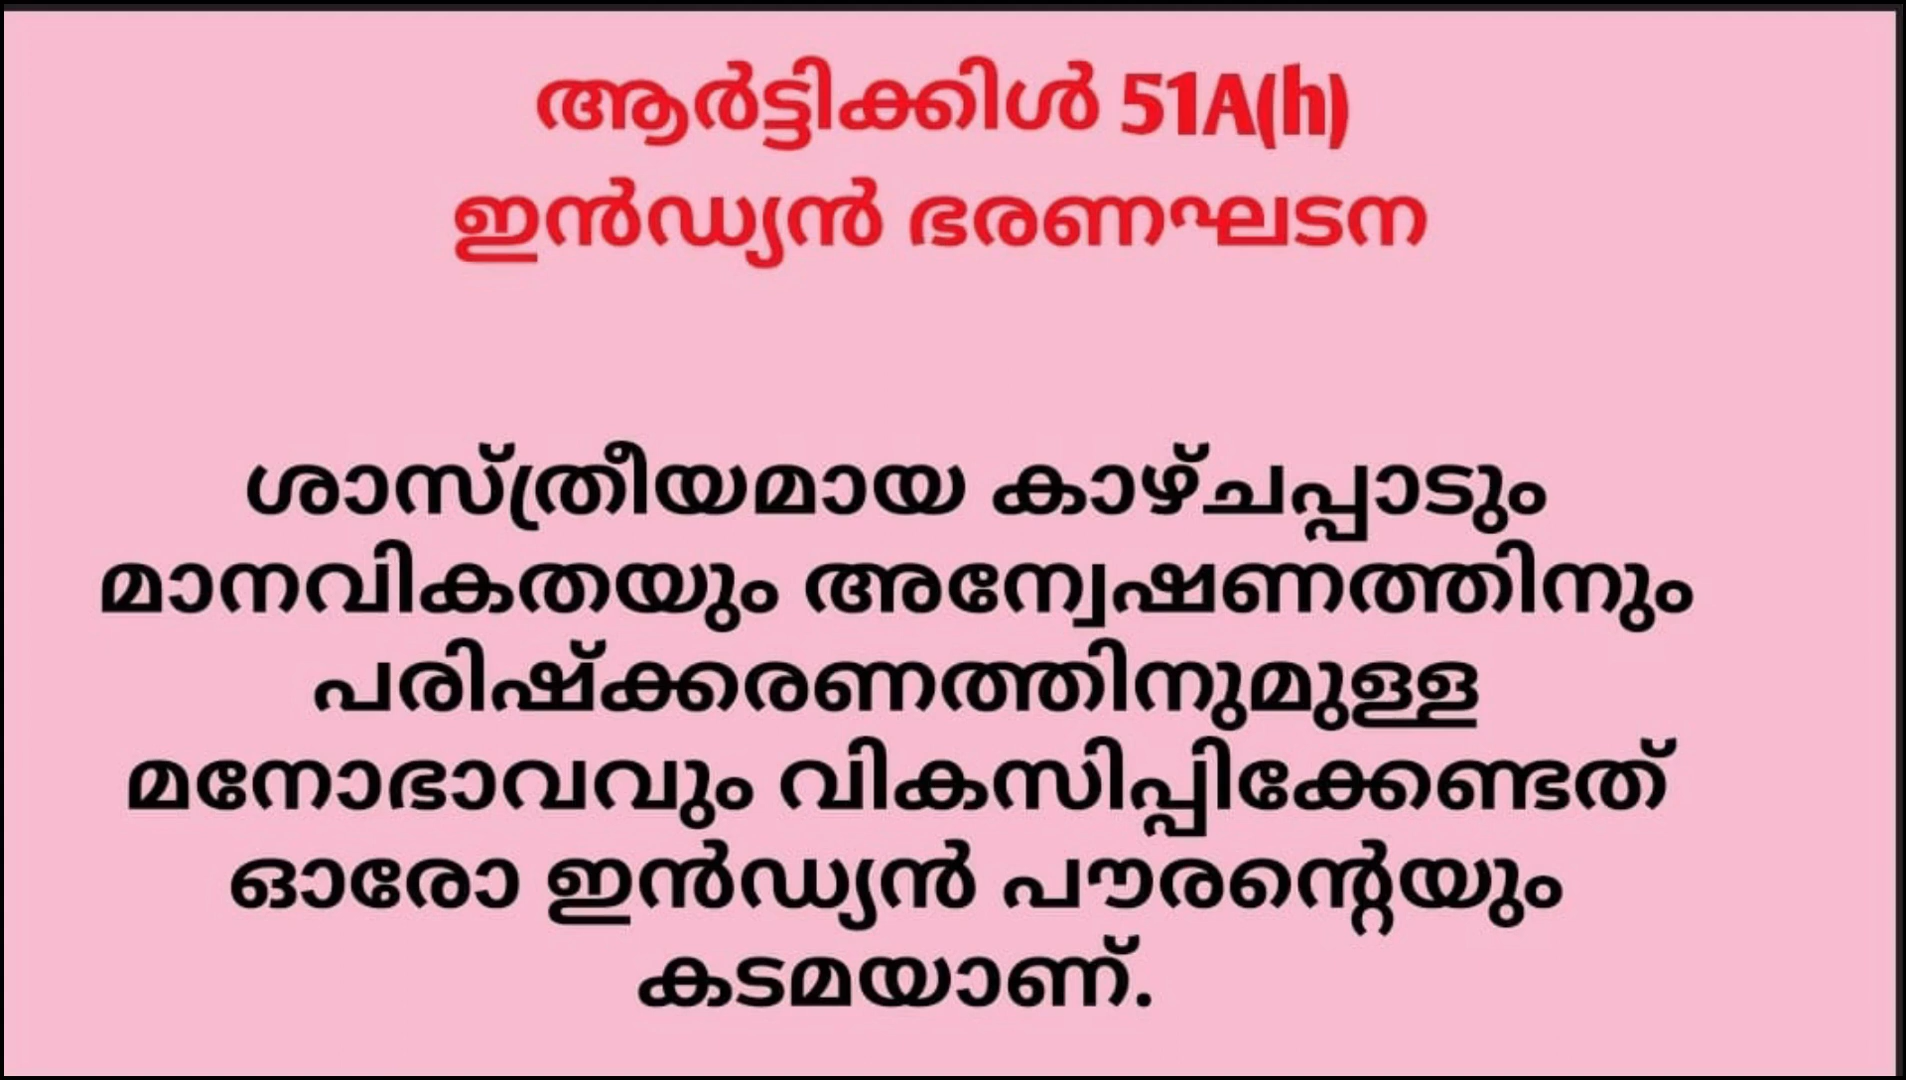 ആർട്ടിക്കിൾ 51A(h)
ഇൻഡ്യൻ ഭരണഘടന
ശാസ്ത്രീയമായ കാഴ്ചപ്പാടും
മാനവികതയും അന്വേഷണത്തിനും
പരിഷ്ക്കരണത്തിനുമുള്ള
മനോഭാവവും വികസിപ്പിക്കേണ്ടത്
ഓരോ ഇൻഡ്യൻ പൗരന്റെയും
കടമയാണ്.